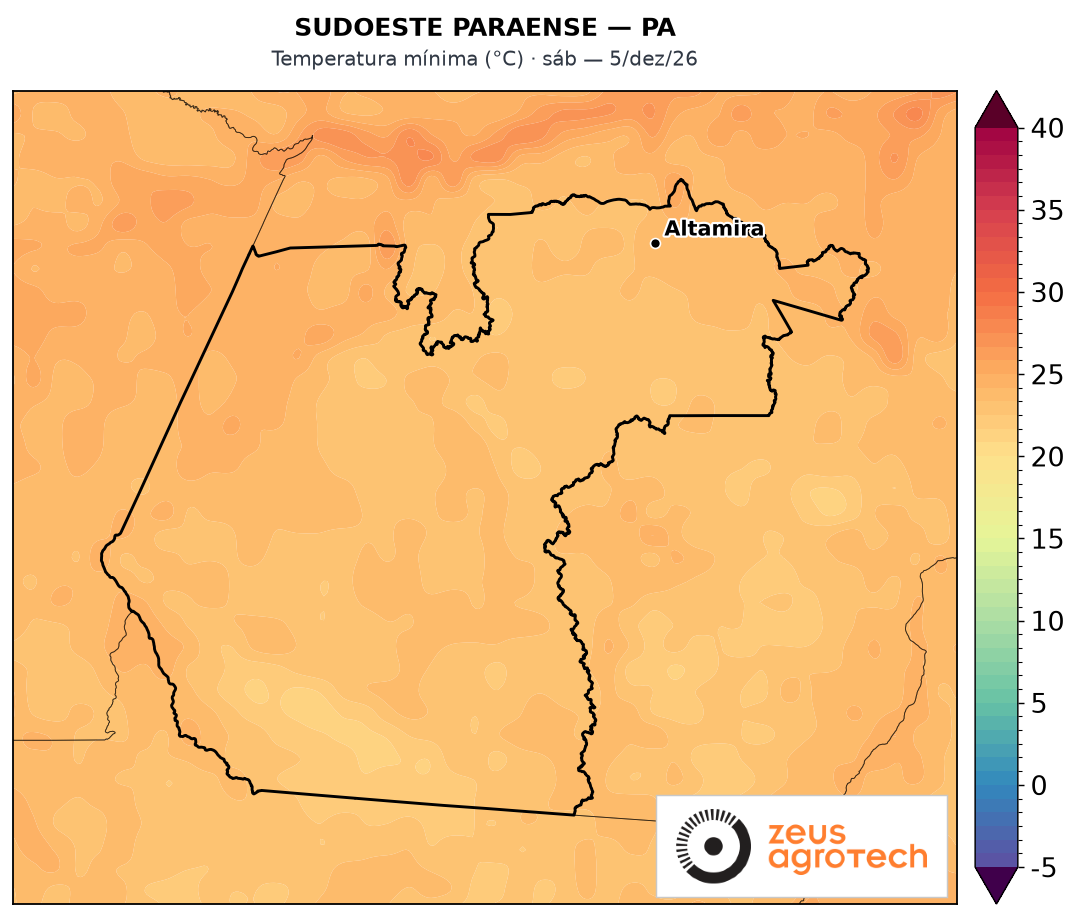 SUDOESTE PARAENSE — PA
Temperatura mínima (°C) · sáb — 5/dez/26
Altamira
40
35
30
25
20
15
10
5
0
-5
zeus
agrotech